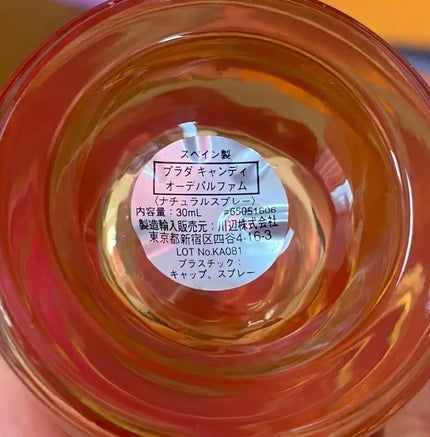 スペイン製
プラダ キャンディ
オーデパルファム
〈ナチュラルスプレー〉
内容量：30mL #65051606
製造輸入販売元：川辺株式会社
東京都新宿区四谷4-16-3
LOT No.KA081
プラスチック：
キャップ、スプレー